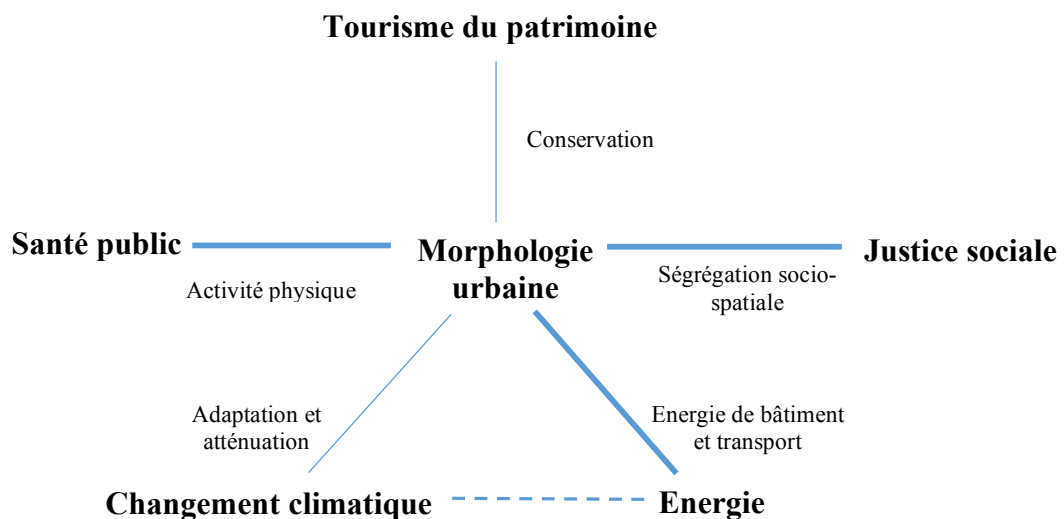 Tourisme du patrimoine
Conservation
Santé public
Morphologie
urbaine
Justice sociale
Activité physique
Ségrégation socio-
spatiale
Adaptation et
atténuation
Energie de bâtiment
et transport
Changement climatique
Energie